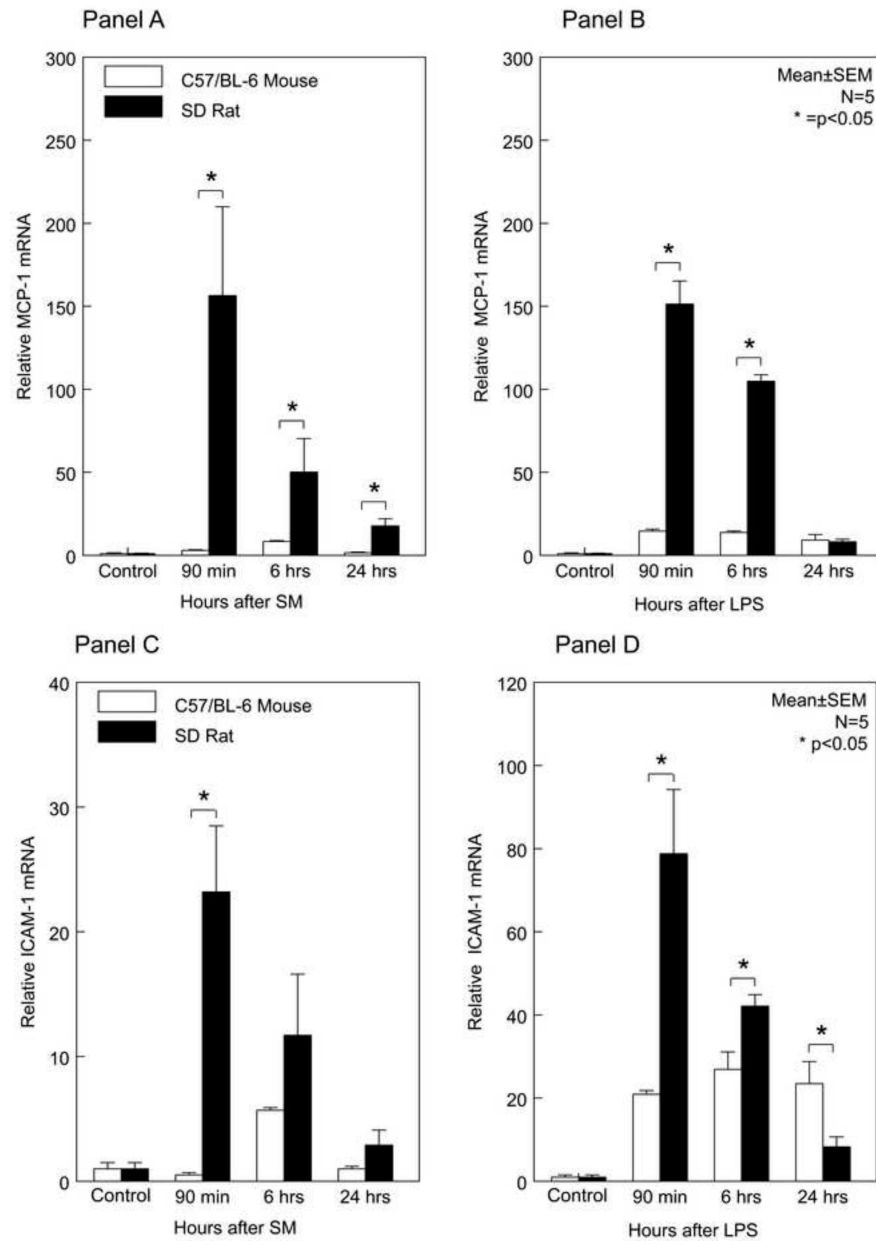 Panel A
300
250
200
150
100
50
0
Relative MCP-1 mRNA
C57/BL-6 Mouse
SD Rat
*
*
*
Control 90 min 6 hrs 24 hrs
Hours after SM
Panel B
300
250
200
150
100
50
0
Relative MCP-1 mRNA
Mean±SEM
N=5
* =p<0.05
*
*
Control 90 min 6 hrs 24 hrs
Hours after LPS
Panel C
40
30
20
10
0
Relative ICAM-1 mRNA
C57/BL-6 Mouse
SD Rat
*
Control 90 min 6 hrs 24 hrs
Hours after SM
Panel D
120
100
80
60
40
20
0
Relative ICAM-1 mRNA
Mean±SEM
N=5
* p<0.05
*
*
*
Control 90 min 6 hrs 24 hrs
Hours after LPS